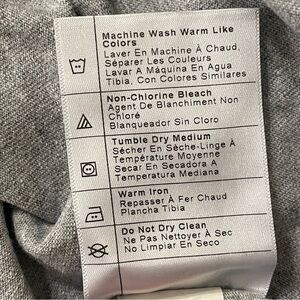 Machine Wash Warm Like
Colors
Laver En Machine À Chaud,
Séparer Les Couleurs
Lavar A Máquina En Agua
Tibia, Con Colores Similares
Non-Chlorine Bleach
Agent De Blanchiment Non
Chloré
Blanqueador Sin Cloro
Tumble Dry Medium
Sécher En Sèche-Linge À
Température Moyenne
Secar En Secadora A
Temperatura Mediana
Warm Iron
Repasser À Fer Chaud
Plancha Tibia
Do Not Dry Clean
Ne Pas Nettoyer À Sec
No Limpiar En Seco